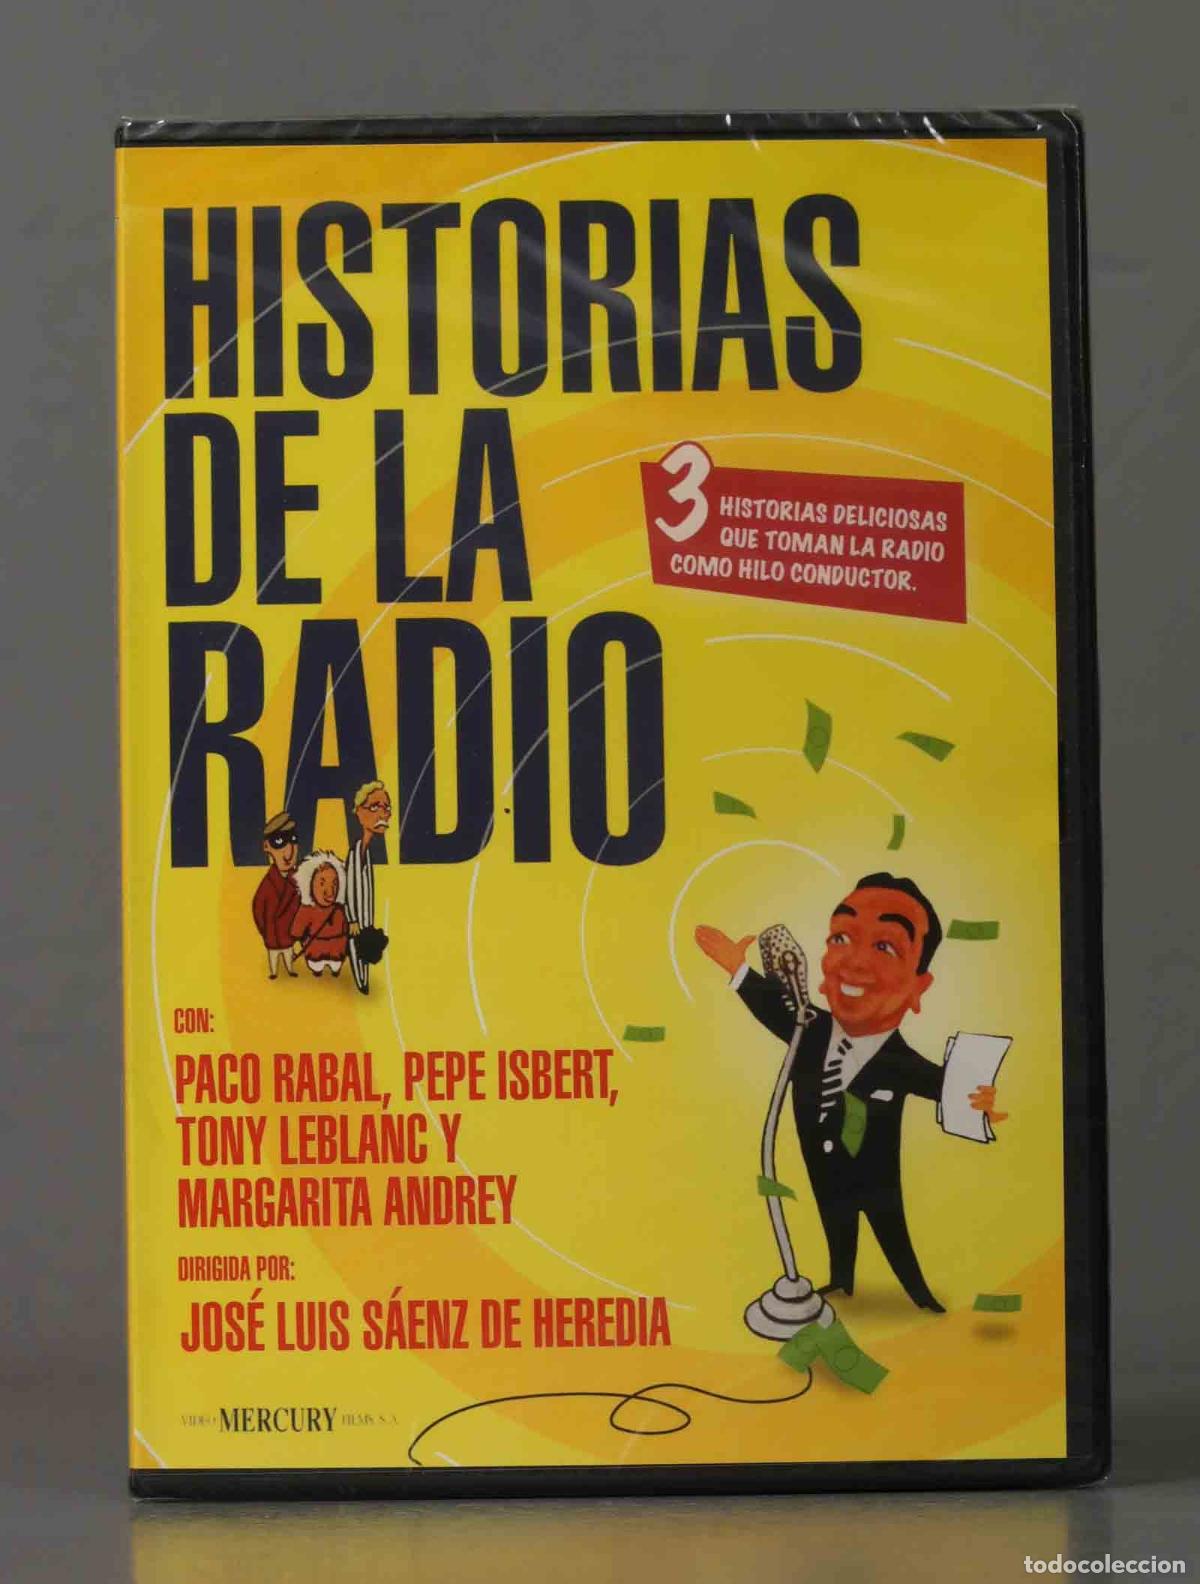 HISTORIAS
DE LA
RADIO
3 HISTORIAS DELICIOSAS
QUE TOMAN LA RADIO
COMO HILO CONDUCTOR.
CON:
PACO RABAL, PEPE ISBERT,
TONY LEBLANC Y
MARGARITA ANDREY
DIRIGIDA POR:
JOSÉ LUIS SÁENZ DE HEREDIA
VIDEO MERCURY FILMS, S.A.
todocoleccion